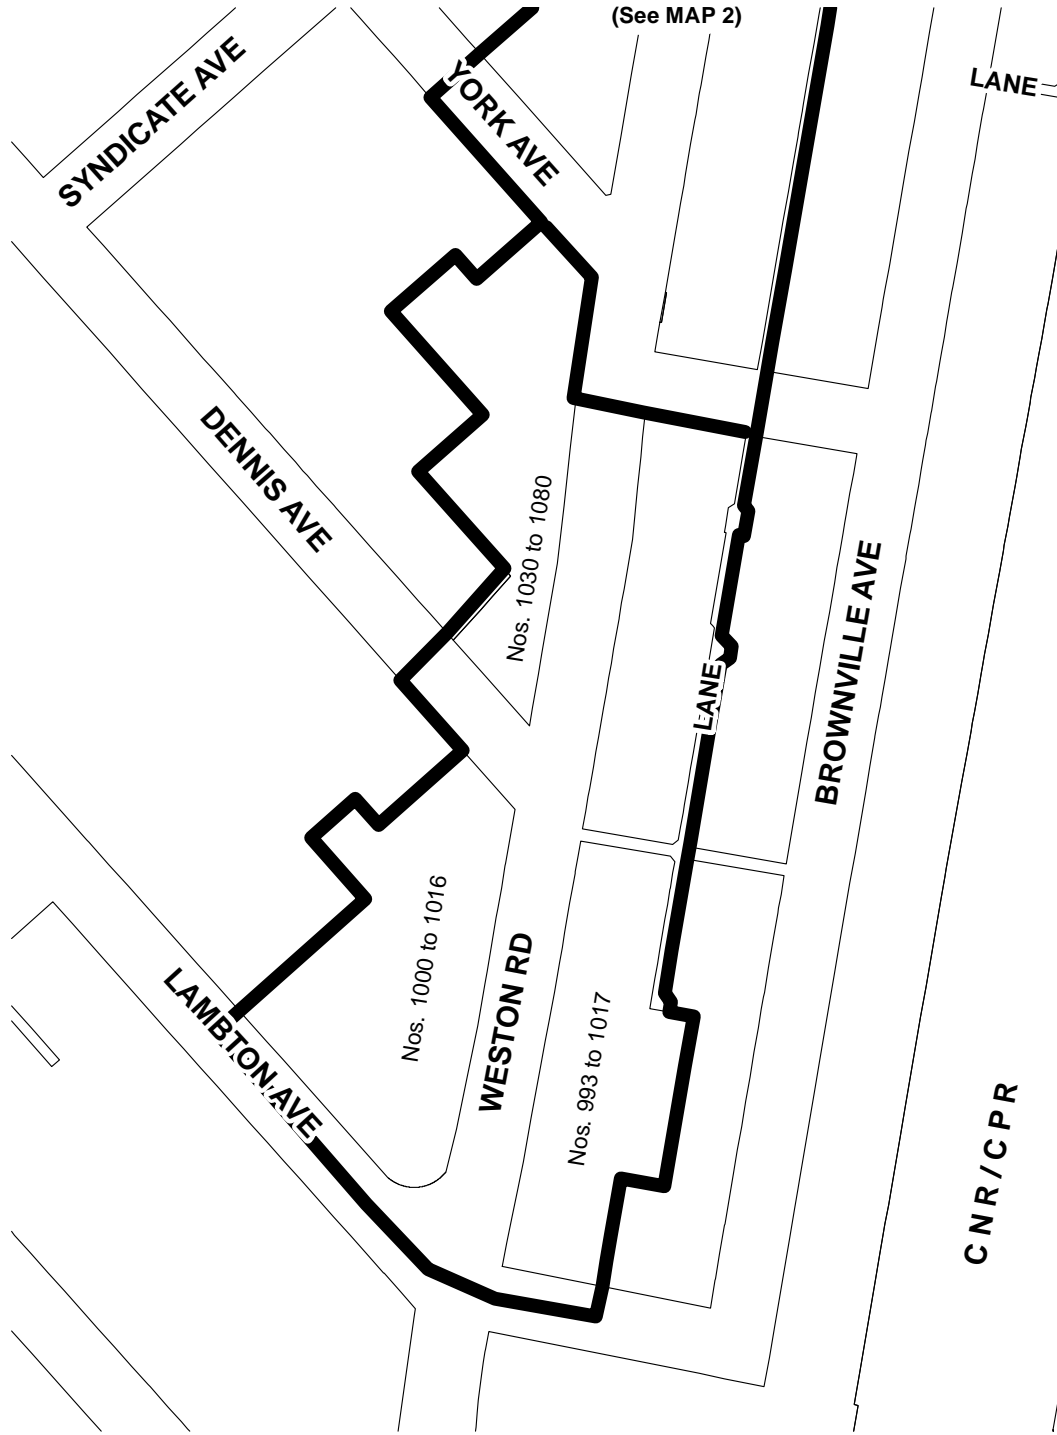 (See MAP 2)
SYNDICATE AVE
YORK AVE
LANE
DENNIS AVE
Nos. 1030 to 1080
BROWNVILLE AVE
LANE
Nos. 1000 to 1016
WESTON RD
LAMBTON AVE
Nos. 993 to 1017
CNR/CPR